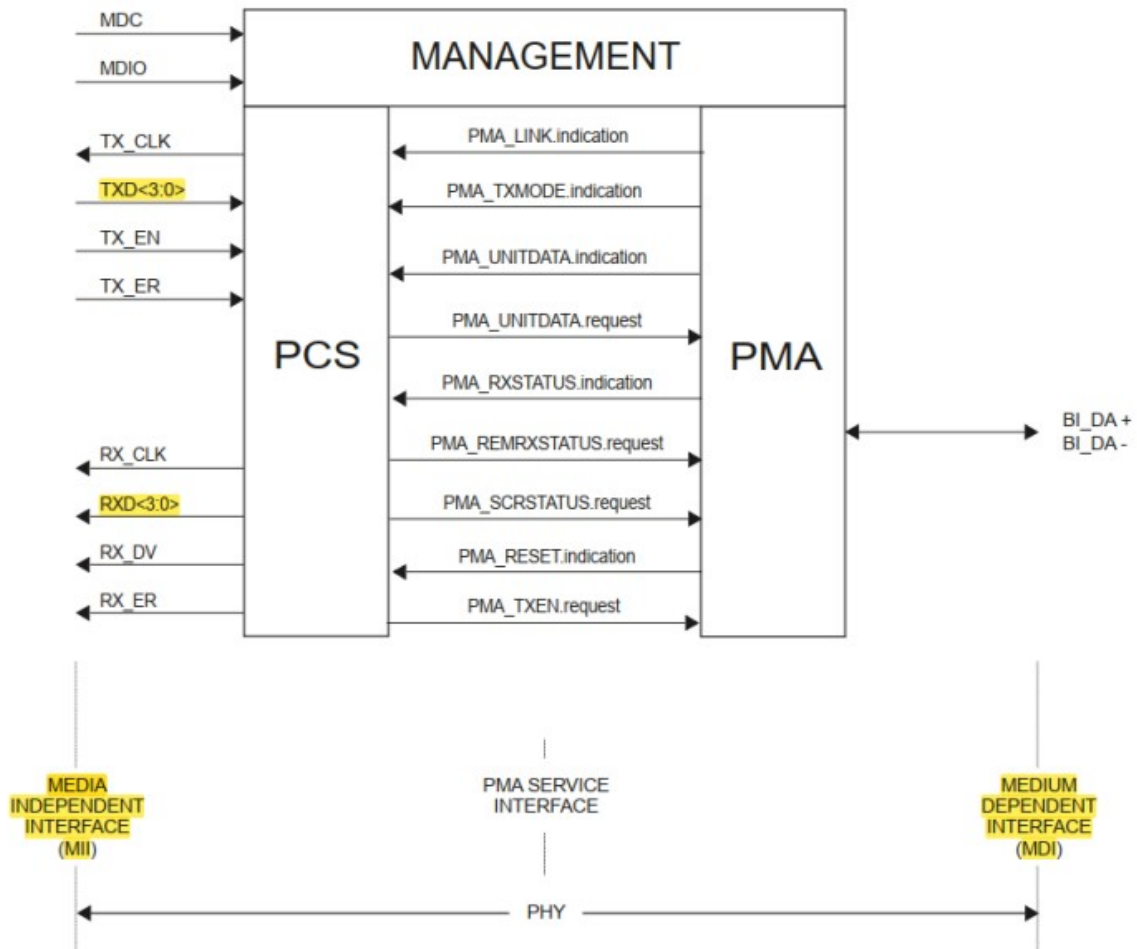 MDC
MANAGEMENT
MDIO
PMA_LINK.indication
TX_CLK
TXD<3:0>
PMA_TXMODE.indication
TX_EN
PMA_UNITDATA.indication
TX_ER
PMA_UNITDATA.request
PCS
PMA
PMA_RXSTATUS.indication
BI_DA +
BI_DA -
RX_CLK
PMA_REMRXSTATUS.request
RXD<3:0>
PMA_SCRSTATUS.request
RX_DV
PMA_RESET.indication
RX_ER
PMA_TXEN.request
MEDIA
INDEPENDENT
INTERFACE
(MII)
PMA SERVICE
INTERFACE
MEDIUM
DEPENDENT
INTERFACE
(MDI)
PHY